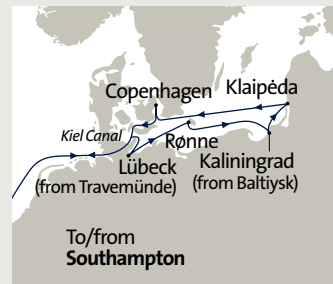 Copenhagen
Klaipėda
Kiel Canal
Rønne
Lübeck
(from Travemünde)
Kaliningrad
(from Baltiysk)
To/from
Southampton